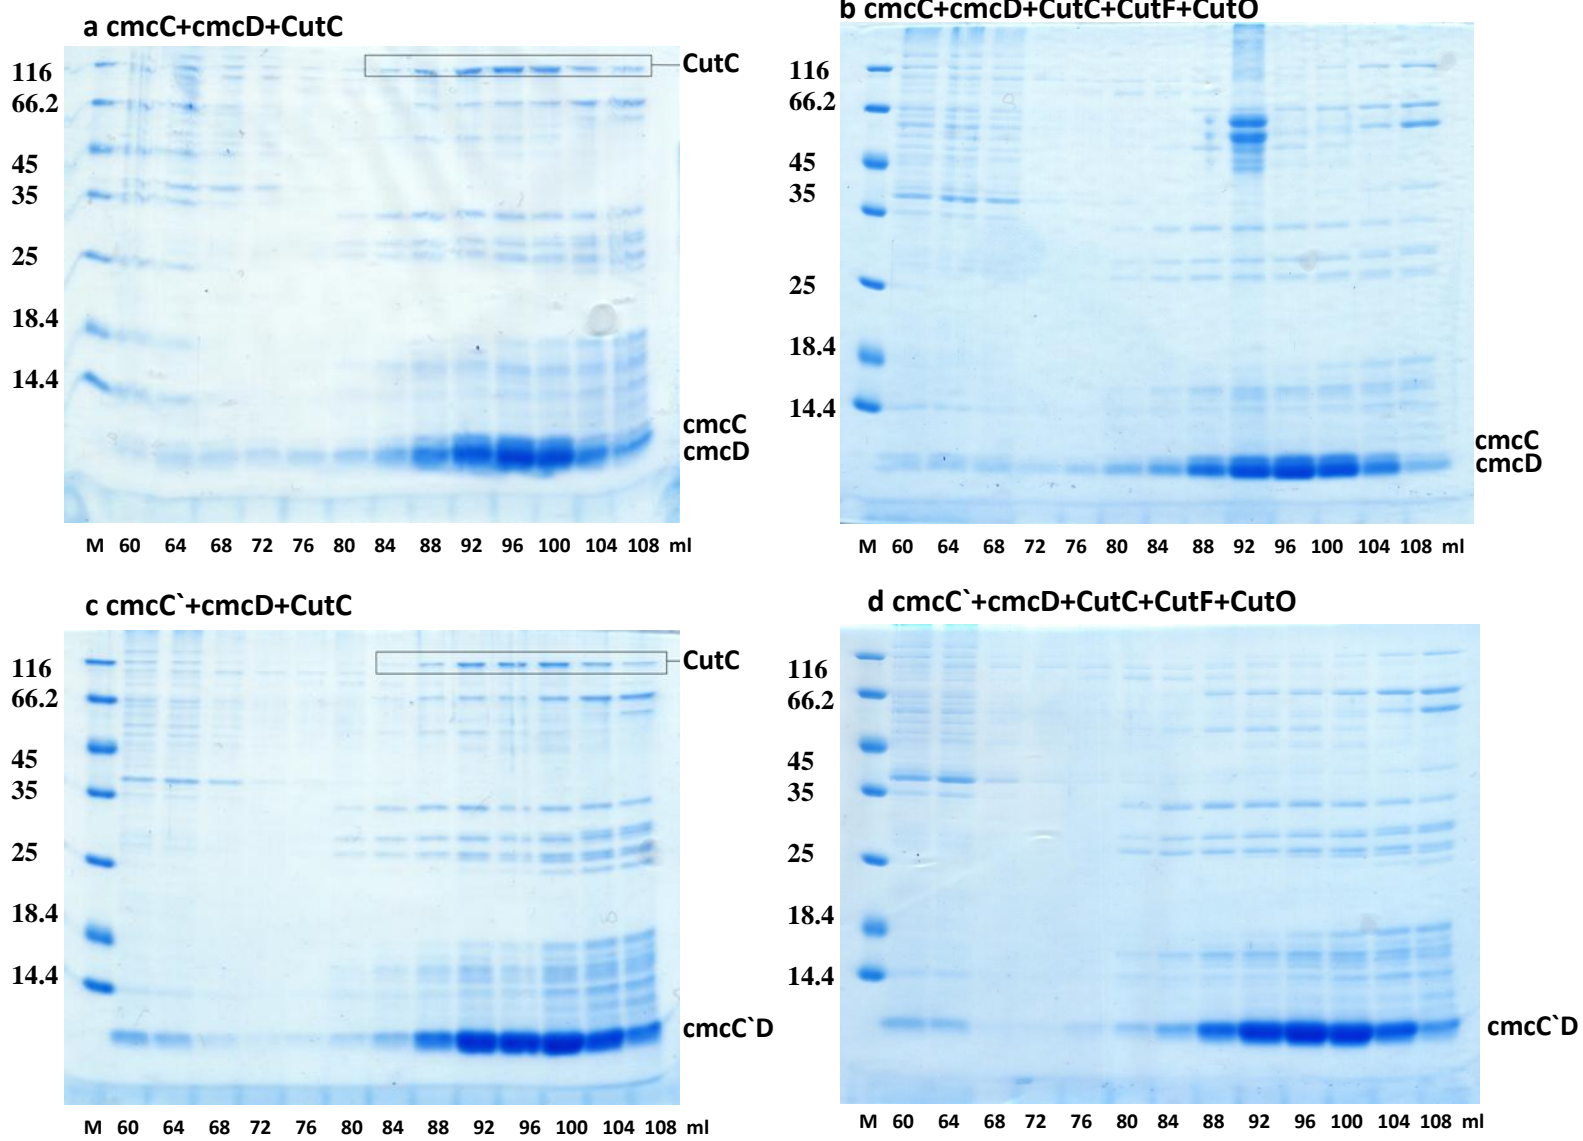 a cmcC+cmcD+CutC
116
66.2
45
35
25
18.4
14.4
CutC
cmcC
cmcD
M 60 64 68 72 76 80 84 88 92 96 100 104 108 ml
b cmcC+cmcD+CutC+CutF+CutO
116
66.2
45
35
25
18.4
14.4
cmcC
cmcD
M 60 64 68 72 76 80 84 88 92 96 100 104 108 ml
c cmcC`+cmcD+CutC
116
66.2
45
35
25
18.4
14.4
CutC
cmcC`D
M 60 64 68 72 76 80 84 88 92 96 100 104 108 ml
d cmcC`+cmcD+CutC+CutF+CutO
116
66.2
45
35
25
18.4
14.4
cmcC`D
M 60 64 68 72 76 80 84 88 92 96 100 104 108 ml